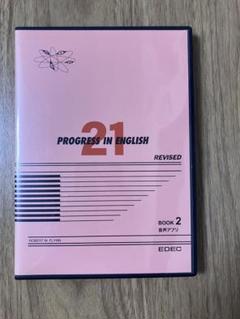 21
PROGRESS IN ENGLISH
REVISED
BOOK 2
音声アプリ
ROBERT M. FLYNN
EDEC